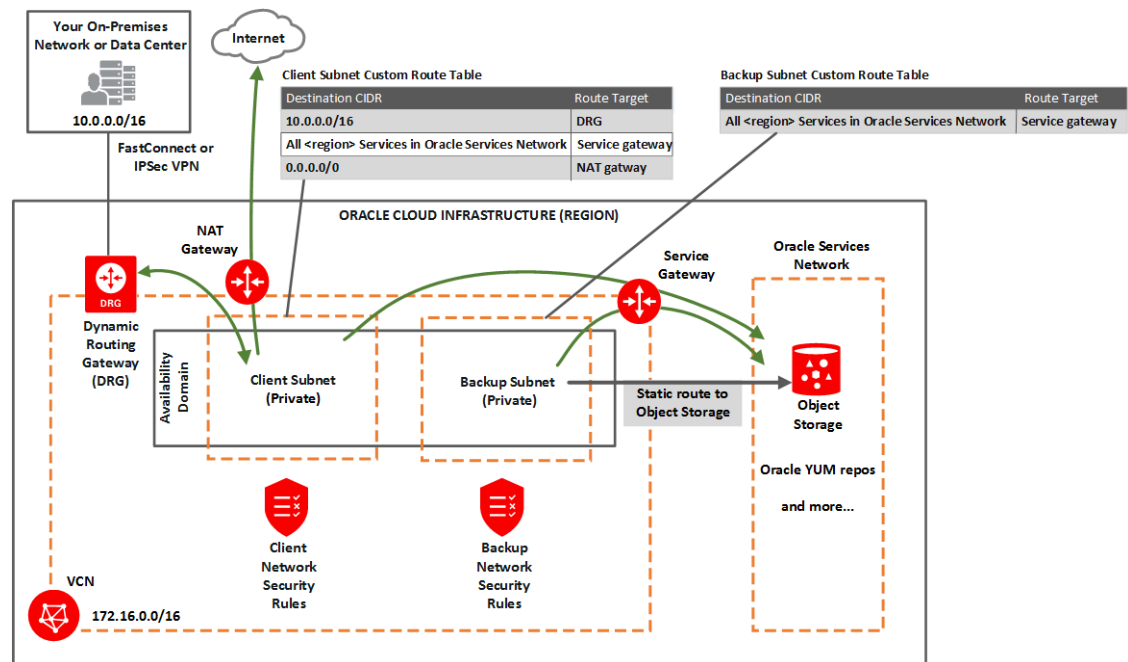 Your On-Premises
Network or Data Center
10.0.0.0/16
Internet
FastConnect or
IPSec VPN
Client Subnet Custom Route Table
Destination CIDR Route Target
10.0.0.0/16 DRG
All <region> Services in Oracle Services Network Service gateway
0.0.0.0/0 NAT gatway
Backup Subnet Custom Route Table
Destination CIDR Route Target
All <region> Services in Oracle Services Network Service gateway
ORACLE CLOUD INFRASTRUCTURE (REGION)
NAT
Gateway
Service
Gateway
Oracle Services
Network
DRG
Dynamic
Routing
Gateway
(DRG)
Availability
Domain
Client Subnet
(Private)
Backup Subnet
(Private)
Static route to
Object Storage
Object
Storage
Oracle YUM repos
and more...
Client
Network
Security
Rules
Backup
Network
Security
Rules
VCN
172.16.0.0/16